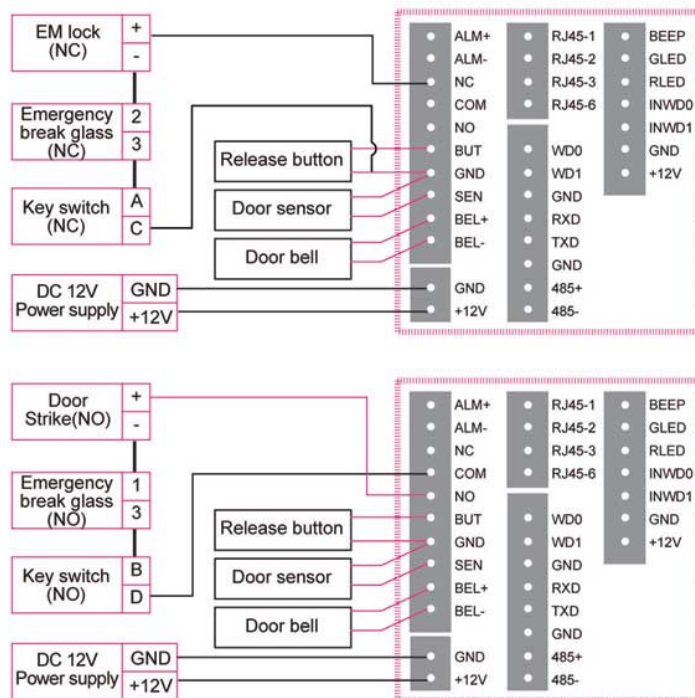 EM lock
(NC)
+
-
Emergency
break glass
(NC)
2
3
Key switch
(NC)
A
C
DC 12V
Power supply
GND
+12V
Release button
Door sensor
Door bell
ALM+
ALM-
NC
COM
NO
BUT
GND
SEN
BEL+
BEL-
GND
+12V
RJ45-1
RJ45-2
RJ45-3
RJ45-6
WD0
WD1
GND
RXD
TXD
GND
485+
485-
BEEP
GLED
RLED
INWD0
INWD1
GND
+12V
Door
Strike(NO)
+
-
Emergency
break glass
(NO)
1
3
Key switch
(NO)
B
D
DC 12V
Power supply
GND
+12V
Release button
Door sensor
Door bell
ALM+
ALM-
NC
COM
NO
BUT
GND
SEN
BEL+
BEL-
GND
+12V
RJ45-1
RJ45-2
RJ45-3
RJ45-6
WD0
WD1
GND
RXD
TXD
GND
485+
485-
BEEP
GLED
RLED
INWD0
INWD1
GND
+12V